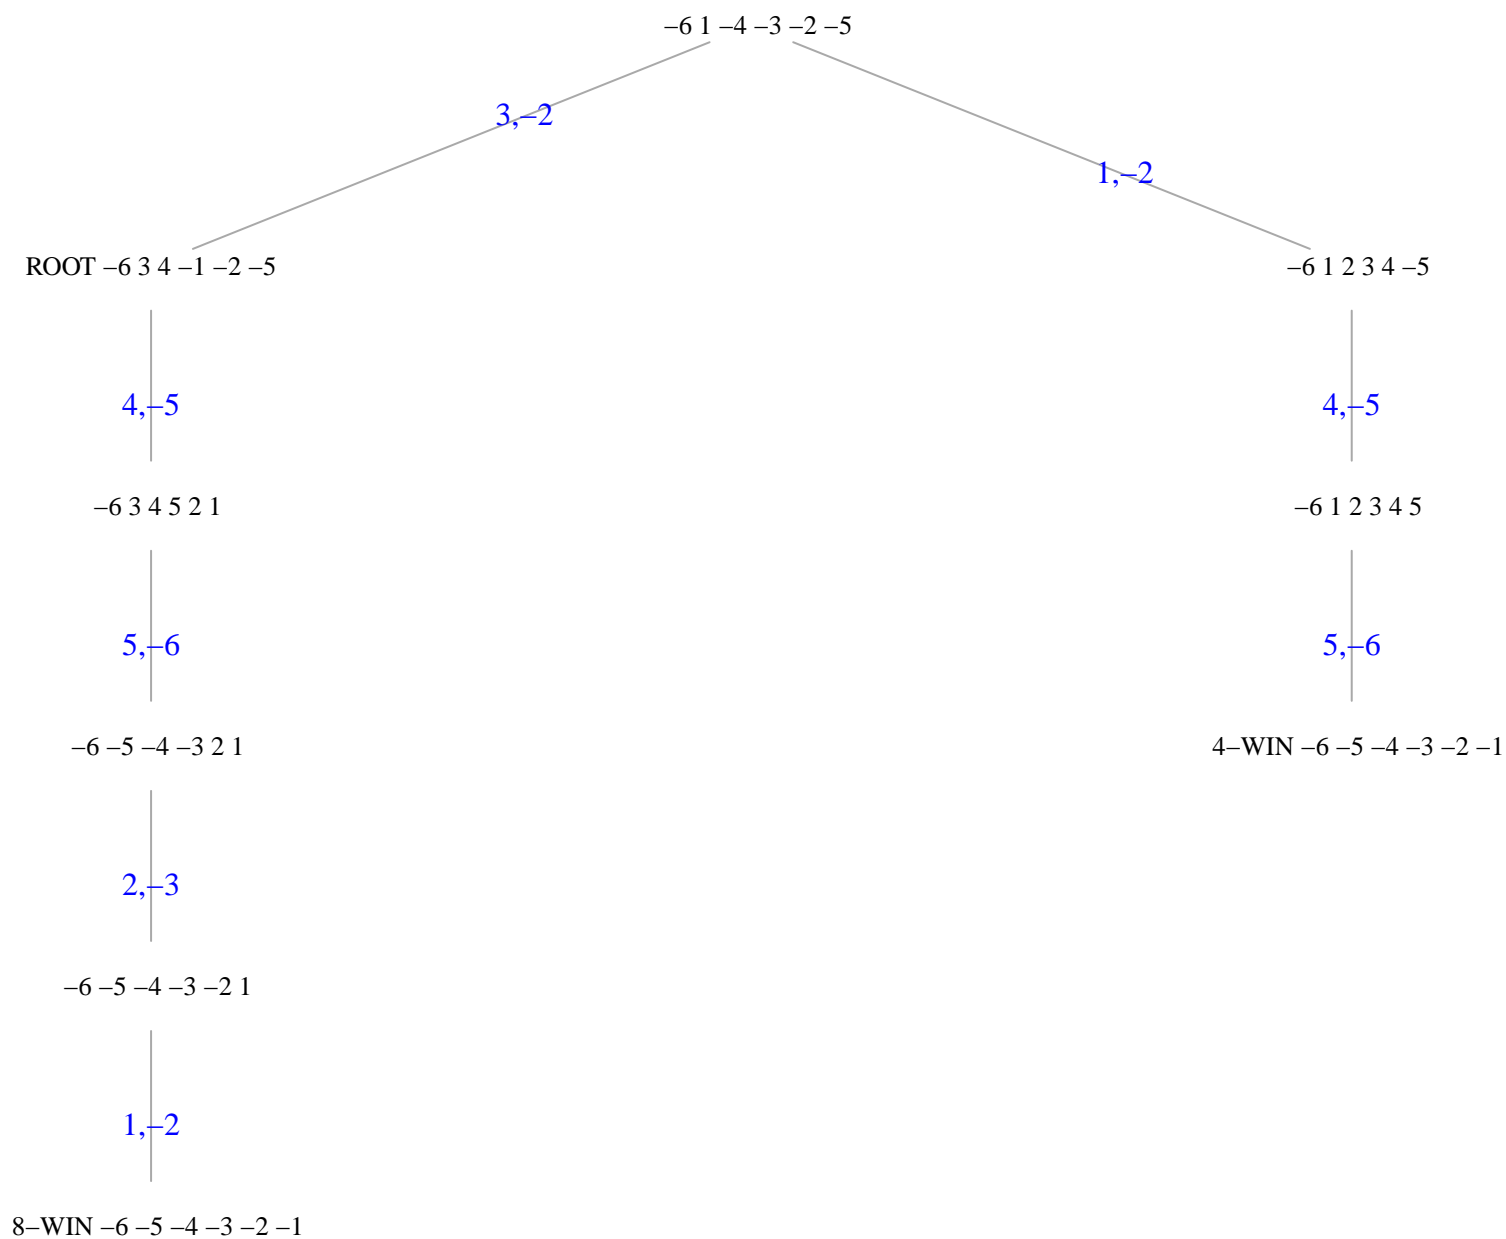 –6 1 –4 –3 –2 –5
3,–2
1,–2
ROOT –6 3 4 –1 –2 –5
–6 1 2 3 4 –5
4,–5
4,–5
–6 3 4 5 2 1
–6 1 2 3 4 5
5,–6
5,–6
–6 –5 –4 –3 2 1
4–WIN –6 –5 –4 –3 –2 –1
2,–3
–6 –5 –4 –3 –2 1
1,–2
8–WIN –6 –5 –4 –3 –2 –1